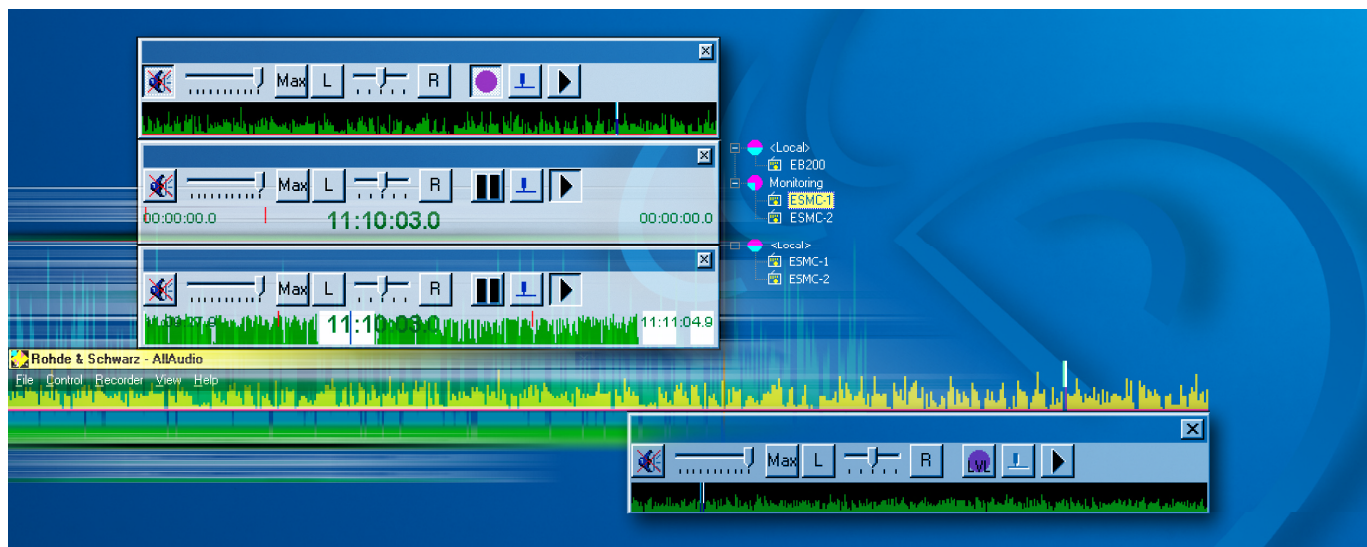 Max L R
<Local>
EB200
Monitoring
ESMC-1
ESMC-2
Max L R
00:00:00.0 11:10:03.0 00:00:00.0
<Local>
ESMC-1
ESMC-2
Max L R
11:10:03.0 11:11:04.9
Rohde & Schwarz - AllAudio
File Control Recorder View Help
Max L R LVL